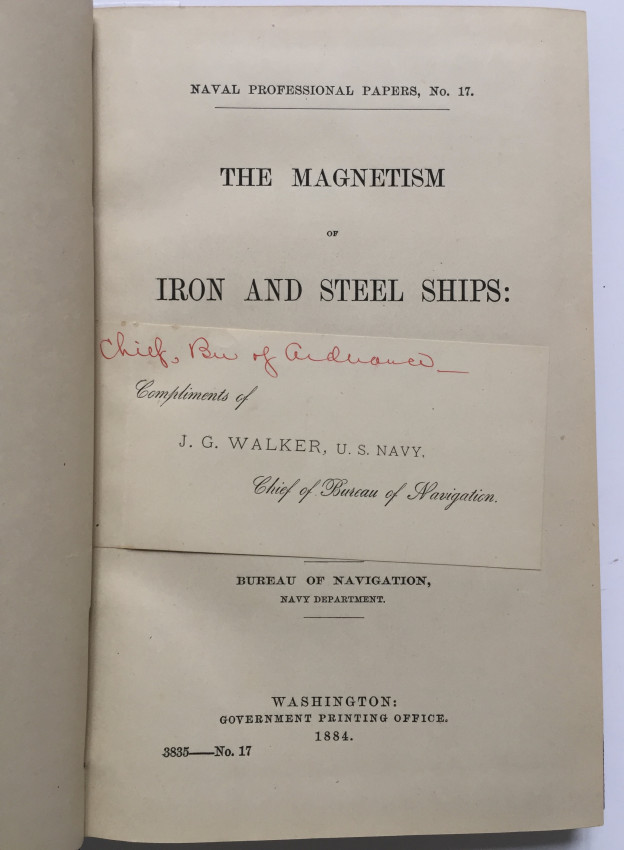 NAVAL PROFESSIONAL PAPERS, No. 17.
THE MAGNETISM
OF
IRON AND STEEL SHIPS:
Chief, Bu of Ordnance—
Compliments of
J. G. WALKER, U. S. NAVY,
Chief of Bureau of Navigation.
BUREAU OF NAVIGATION,
NAVY DEPARTMENT.
WASHINGTON:
GOVERNMENT PRINTING OFFICE.
1884.
3835——No. 17